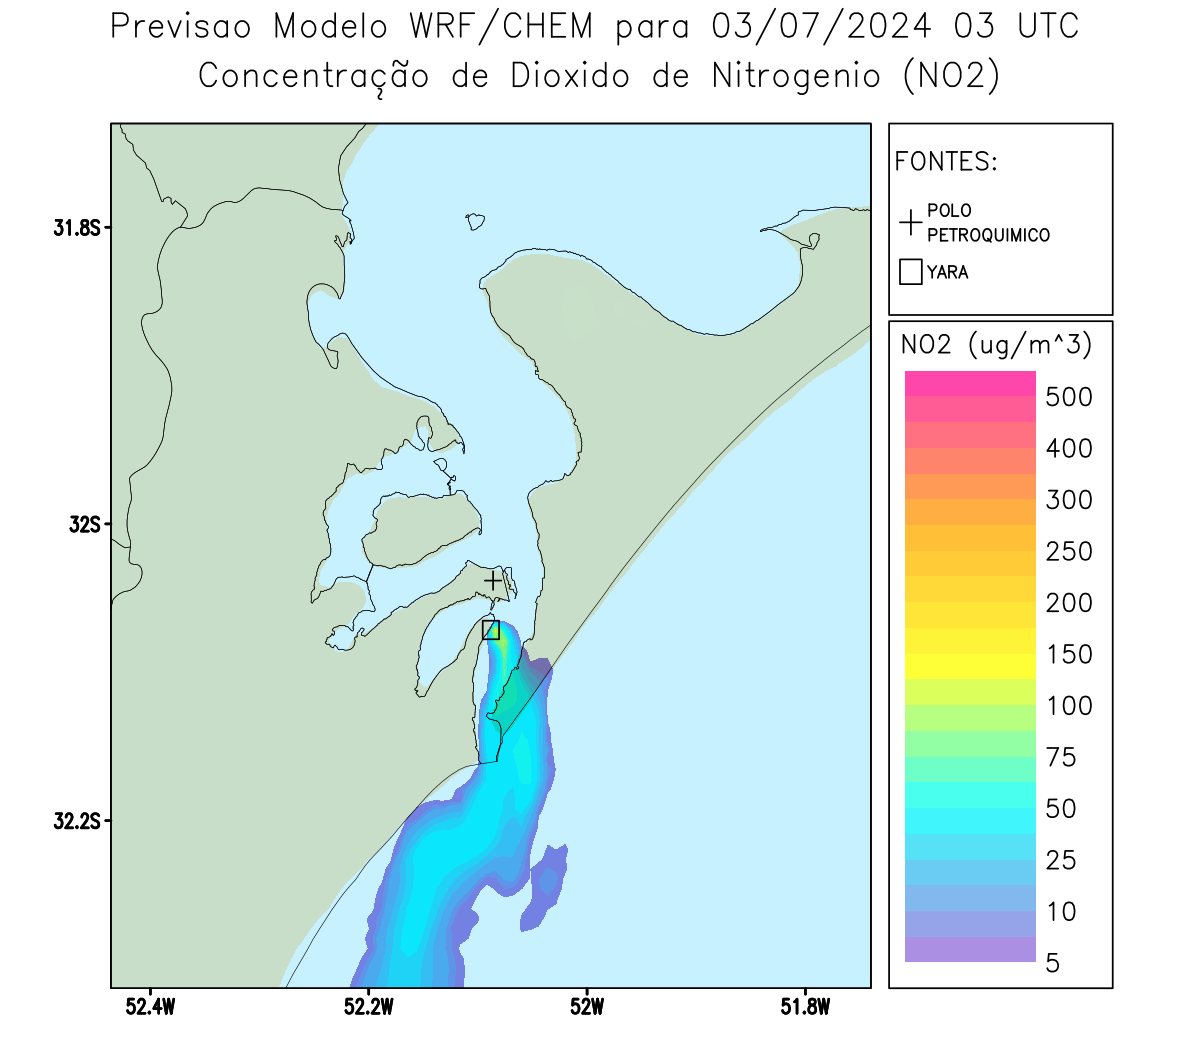 Previsao Modelo WRF/CHEM para 03/07/2024 03 UTC
Concentração de Dioxido de Nitrogenio (NO2)
FONTES:
POLO
PETROQUIMICO
YARA
NO2 (ug/m^3)
500
400
300
250
200
150
100
75
50
25
10
5
31.8S
32S
32.2S
52.4W
52.2W
52W
51.8W